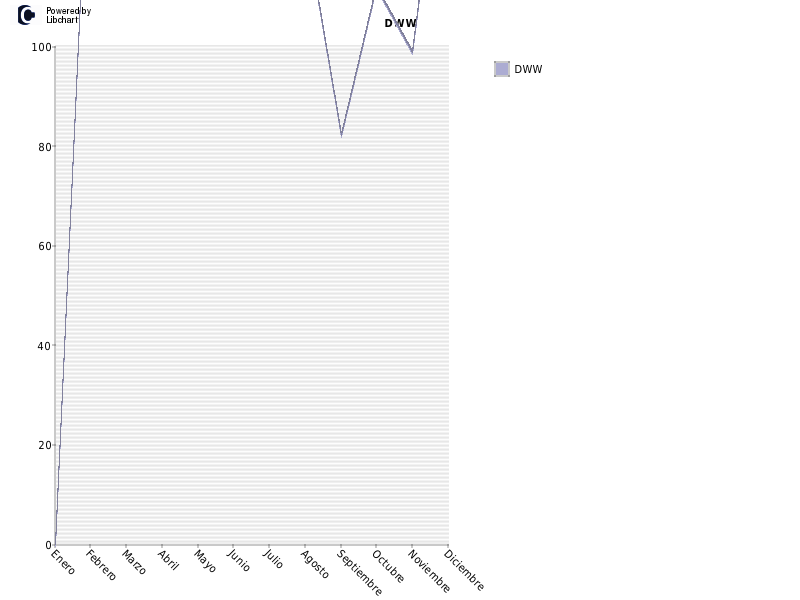 Powered by
Libchart
DWW
100
80
60
40
20
0
DWW
Enero
Febrero
Marzo
Abril
Mayo
Junio
Julio
Agosto
Septiembre
Octubre
Noviembre
Diciembre